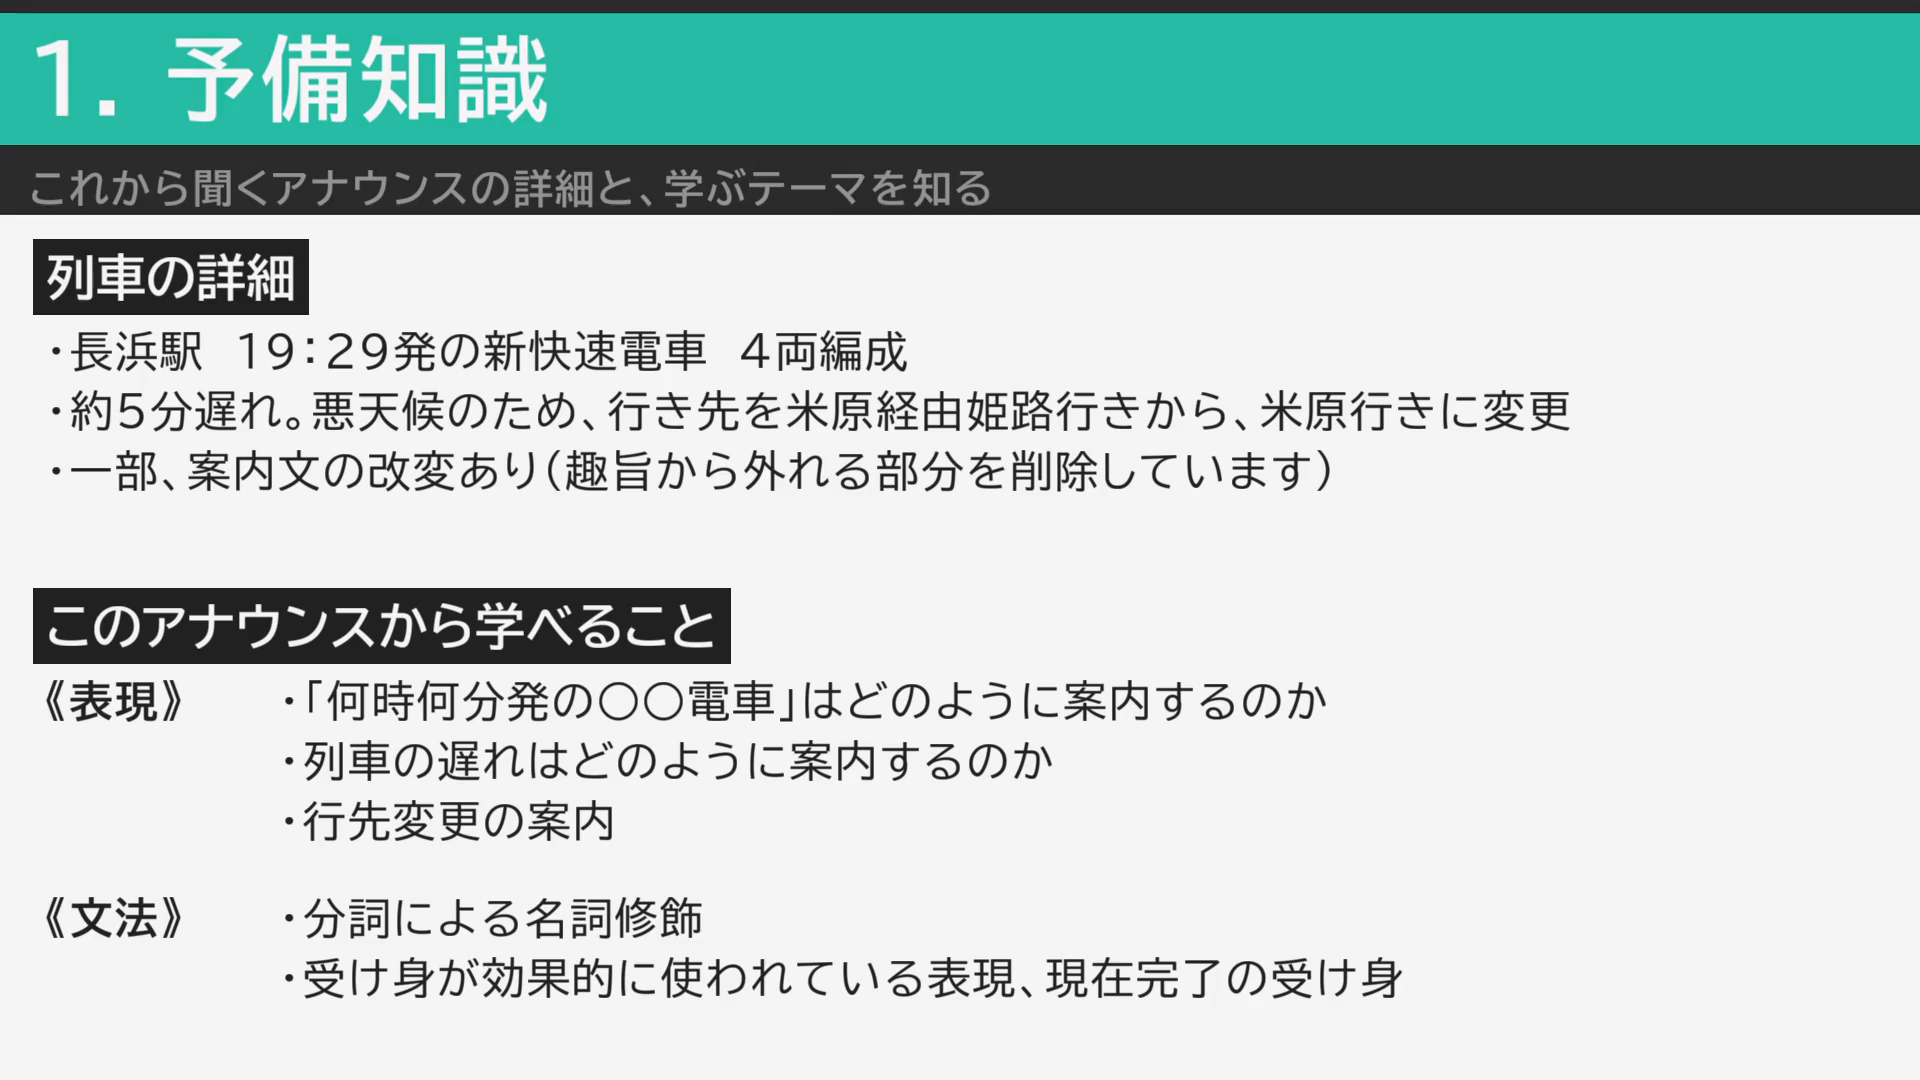 1. 予備知識
これから聞くアナウンスの詳細と、学ぶテーマを知る
列車の詳細
・長浜駅　19：29発の新快速電車　4両編成
・約5分遅れ。悪天候のため、行き先を米原経由姫路行きから、米原行きに変更
・一部、案内文の改変あり（趣旨から外れる部分を削除しています）
このアナウンスから学べること
《表現》　・「何時何分発の〇〇電車」はどのように案内するのか
・列車の遅れはどのように案内するのか
・行先変更の案内
《文法》　・分詞による名詞修飾
・受け身が効果的に使われている表現、現在完了の受け身